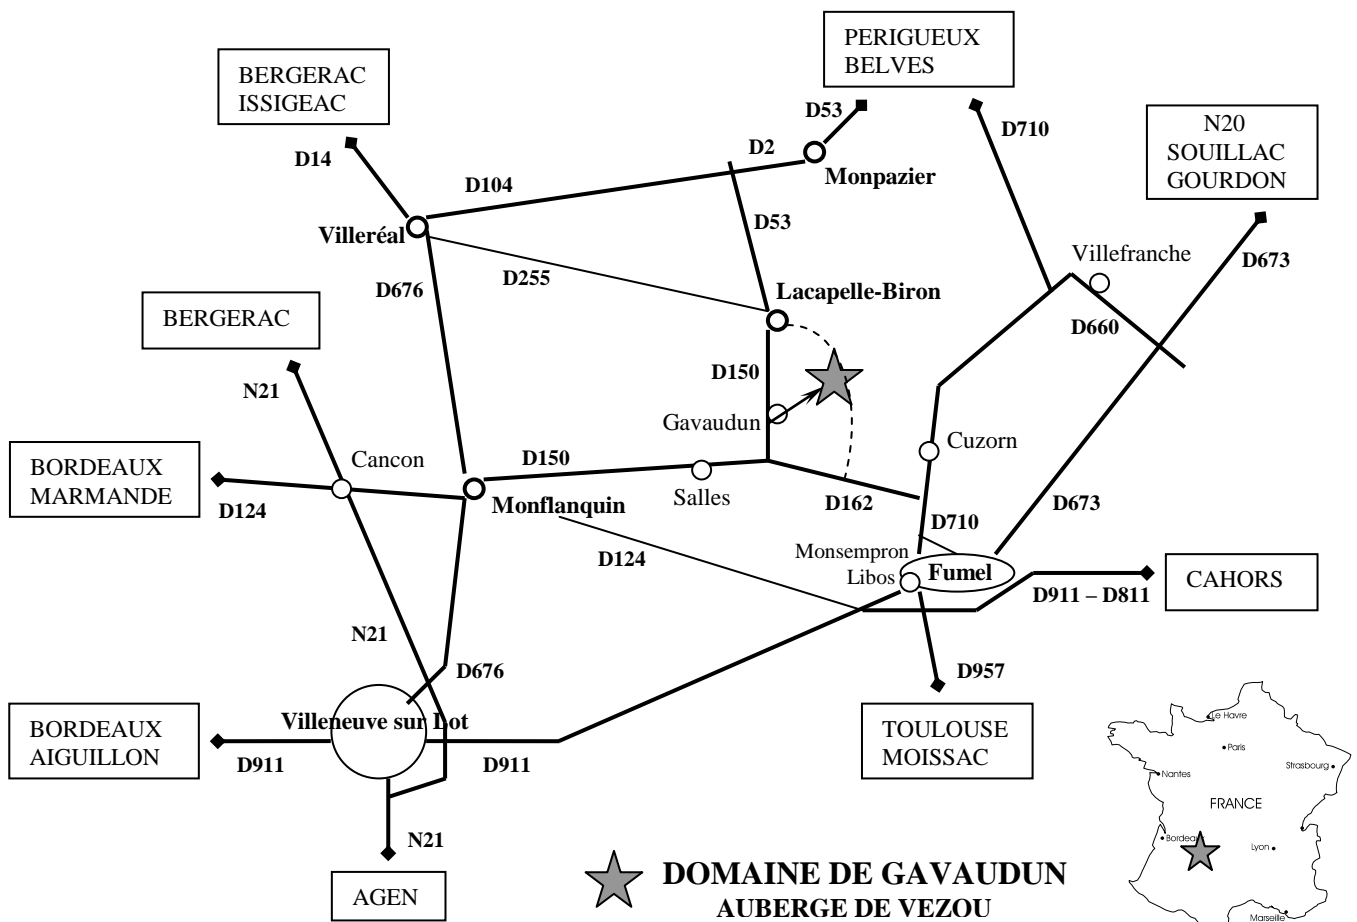 PERIGUEUX
BELVES
BERGERAC
ISSIGEAC
D53
D710
N20
SOUILLAC
GOURDON
D14
D2
Monpazier
D104
Villeréal
D53
Villefranche
D673
D255
D676
Lacapelle-Biron
BERGERAC
D660
N21
D150
Gavaudun
Cuzorn
BORDEAUX
MARMANDE
Cancon
D150
D124
Monflanquin
Salles
D162
D673
D710
D124
Monsempron
Libos
Fumel
D911 – D811
CAHORS
N21
D676
D957
BORDEAUX
AIGUILLON
Villeneuve sur Lot
D911
D911
TOULOUSE
MOISSAC
N21
AGEN
DOMAINE DE GAVAUDUN
AUBERGE DE VEZOU
Le Havre
Paris
Strasbourg
Nantes
FRANCE
Bordeaux
Lyon
Marseille